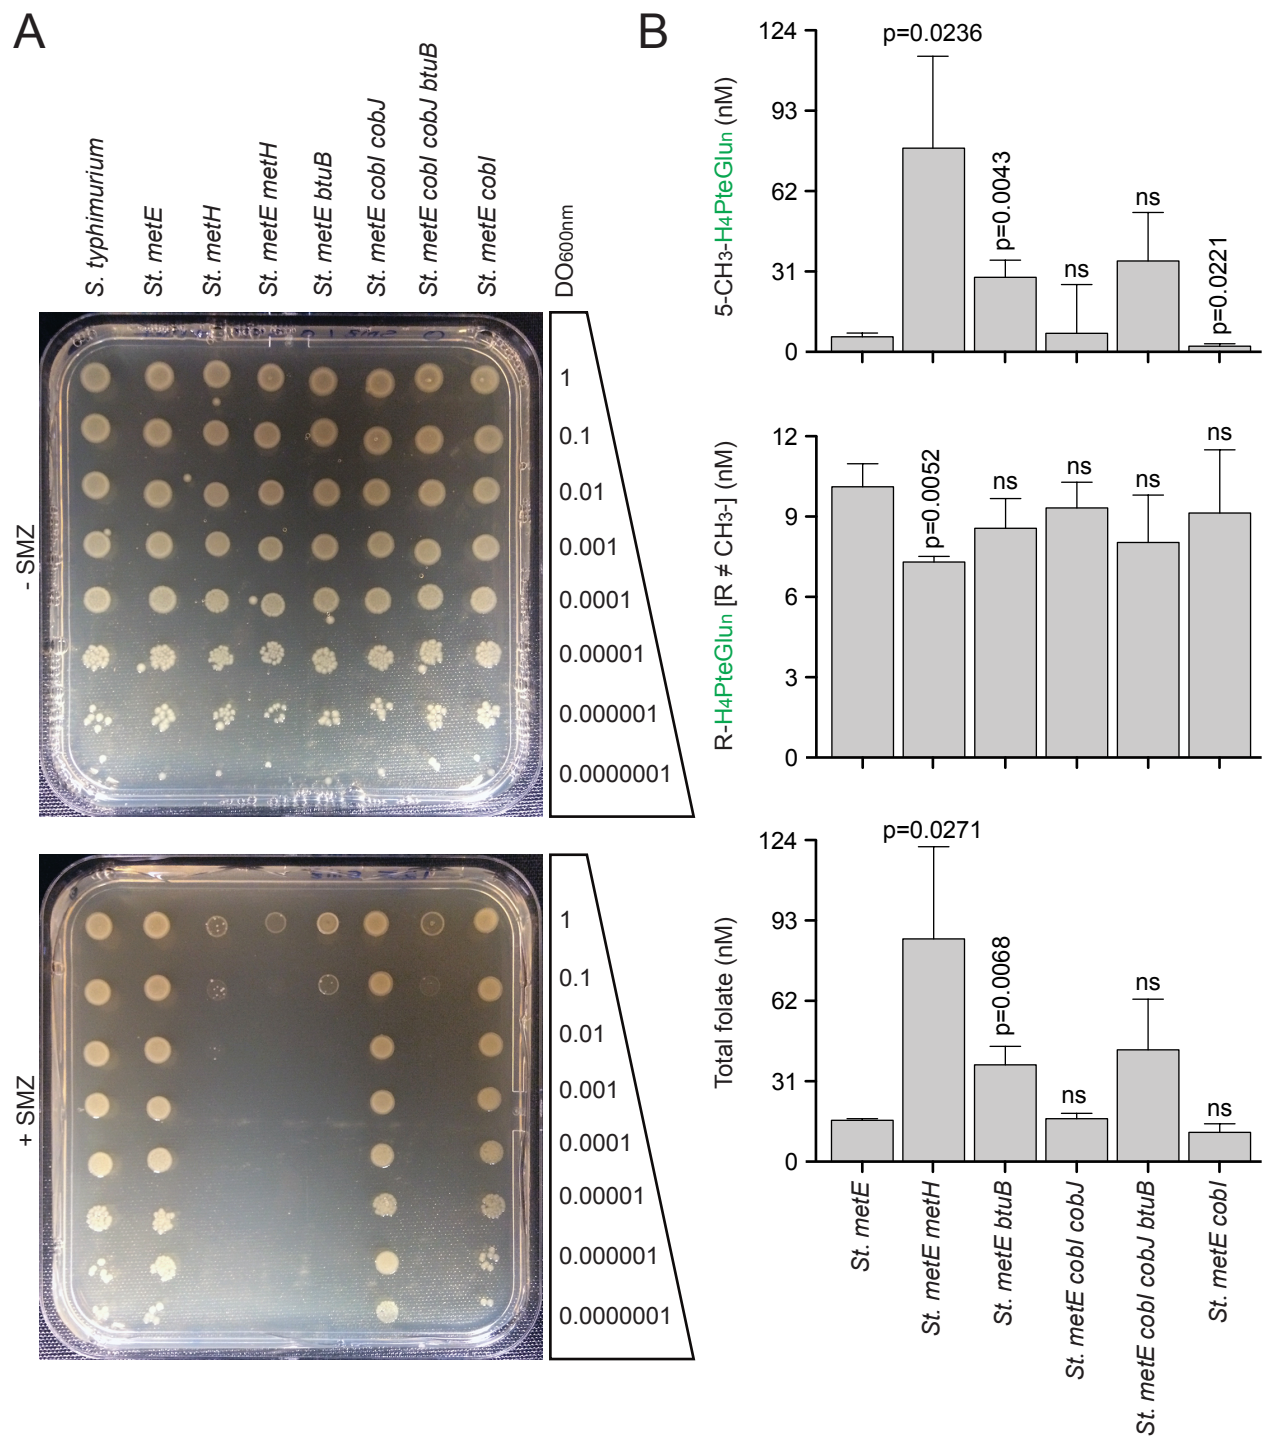 A
B
S. typhimurium
St. metE
St. metH
St. metE metH
St. metE btuB
St. metE cobI cobJ
St. metE cobI cobJ btuB
St. metE cobI
DO600nm
- SMZ
1
0.1
0.01
0.001
0.0001
0.00001
0.000001
0.0000001
+ SMZ
1
0.1
0.01
0.001
0.0001
0.00001
0.000001
0.0000001
5-CH3-H4PteGlun (nM)
124
93
62
31
0
p=0.0236
p=0.0043
ns
ns
p=0.0221
R-H4PteGlun [R ≠ CH3-] (nM)
12
9
6
3
0
p=0.0052
ns
ns
ns
ns
Total folate (nM)
124
93
62
31
0
p=0.0271
p=0.0068
ns
ns
ns
St. metE
St. metE metH
St. metE btuB
St. metE cobI cobJ
St. metE cobI cobJ btuB
St. metE cobI